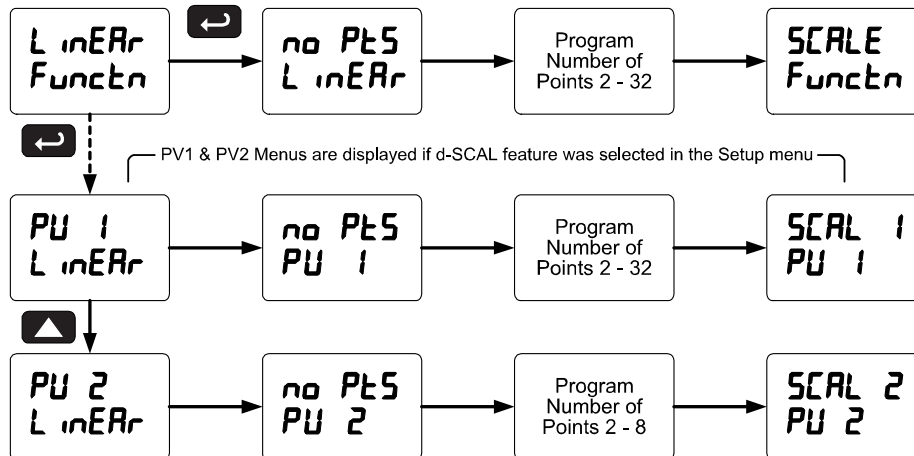 L inEAr
Functn
no PtS
L inEAr
Program
Number of
Points 2 - 32
SCALE
Functn
PV1 & PV2 Menus are displayed if d-SCAL feature was selected in the Setup menu
PU 1
L inEAr
no PtS
PU 1
Program
Number of
Points 2 - 32
SCAL 1
PU 1
PU 2
L inEAr
no PtS
PU 2
Program
Number of
Points 2 - 8
SCAL 2
PU 2